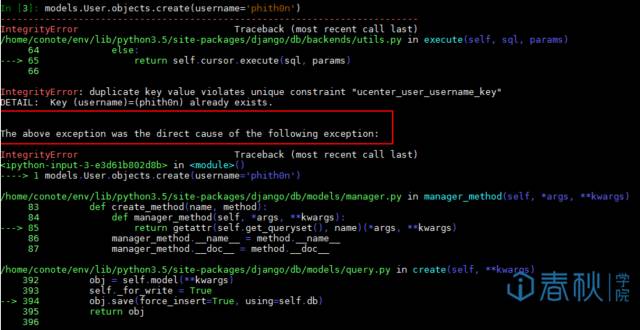 In [3]: models.User.objects.create(username='phith0n')
---------------------------------------------------------------------------
IntegrityError                            Traceback (most recent call last)
/home/conote/env/lib/python3.5/site-packages/django/db/backends/utils.py in execute(self, sql, params)
     64             else:
---> 65                 return self.cursor.execute(sql, params)
     66
IntegrityError: duplicate key value violates unique constraint "ucenter_user_username_key"
DETAIL:  Key (username)=(phith0n) already exists.
The above exception was the direct cause of the following exception:
IntegrityError                            Traceback (most recent call last)
<ipython-input-3-e3d61b802d8b> in <module>()
----> 1 models.User.objects.create(username='phith0n')
/home/conote/env/lib/python3.5/site-packages/django/db/models/manager.py in manager_method(self, *args, **kwargs)
     83         def create_method(name, method):
     84             def manager_method(self, *args, **kwargs):
---> 85                 return getattr(self.get_queryset(), name)(*args, **kwargs)
     86             manager_method.__name__ = method.__name__
     87             manager_method.__doc__ = method.__doc__
/home/conote/env/lib/python3.5/site-packages/django/db/models/query.py in create(self, **kwargs)
    392         obj = self.model(**kwargs)
    393         self._for_write = True
--> 394         obj.save(force_insert=True, using=self.db)
    395         return obj
    396
春秋学院